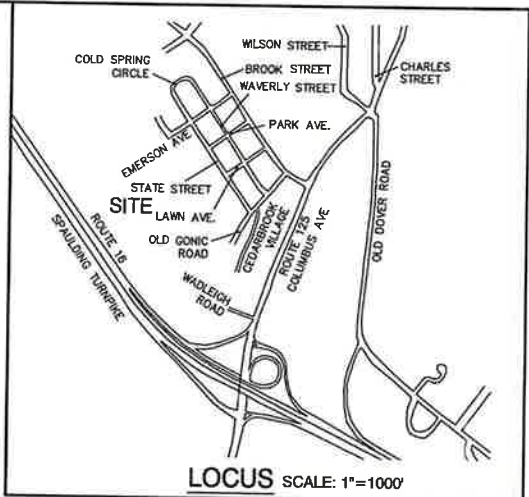 WILSON STREET
COLD SPRING
CIRCLE
BROOK STREET
WAVERLY STREET
CHARLES
STREET
PARK AVE.
EMERSON AVE
STATE STREET
SITE
LAWN AVE.
OLD GONIC
ROAD
CEDARBROOK
VILLAGE
ROUTE 125
COLUMBUS AVE
OLD DOVER ROAD
ROUTE 16
SPAULDING TURNPIKE
WADLEIGH
ROAD
LOCUS SCALE: 1"=1000'